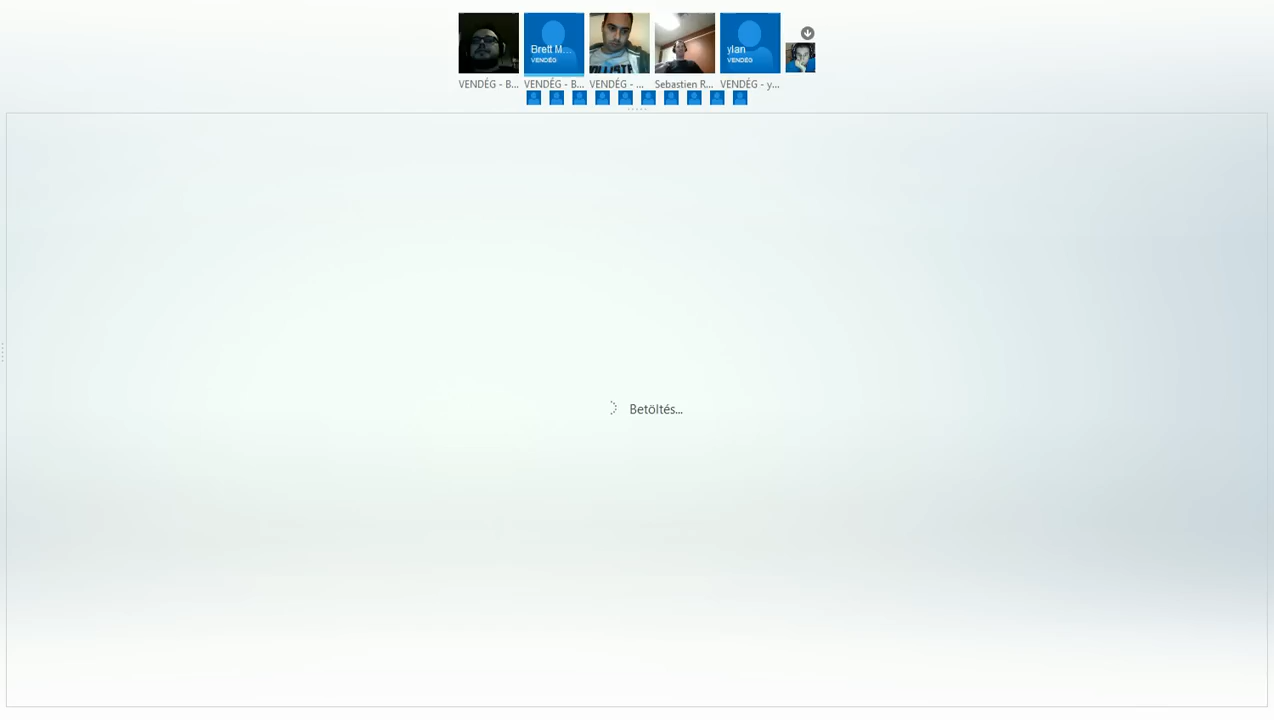 Brett M...
VENDÉG
ylan
VENDÉG
VENDÉG - B... VENDÉG - B... VENDÉG - ... Sebastien R... VENDÉG - y...
Betöltés...